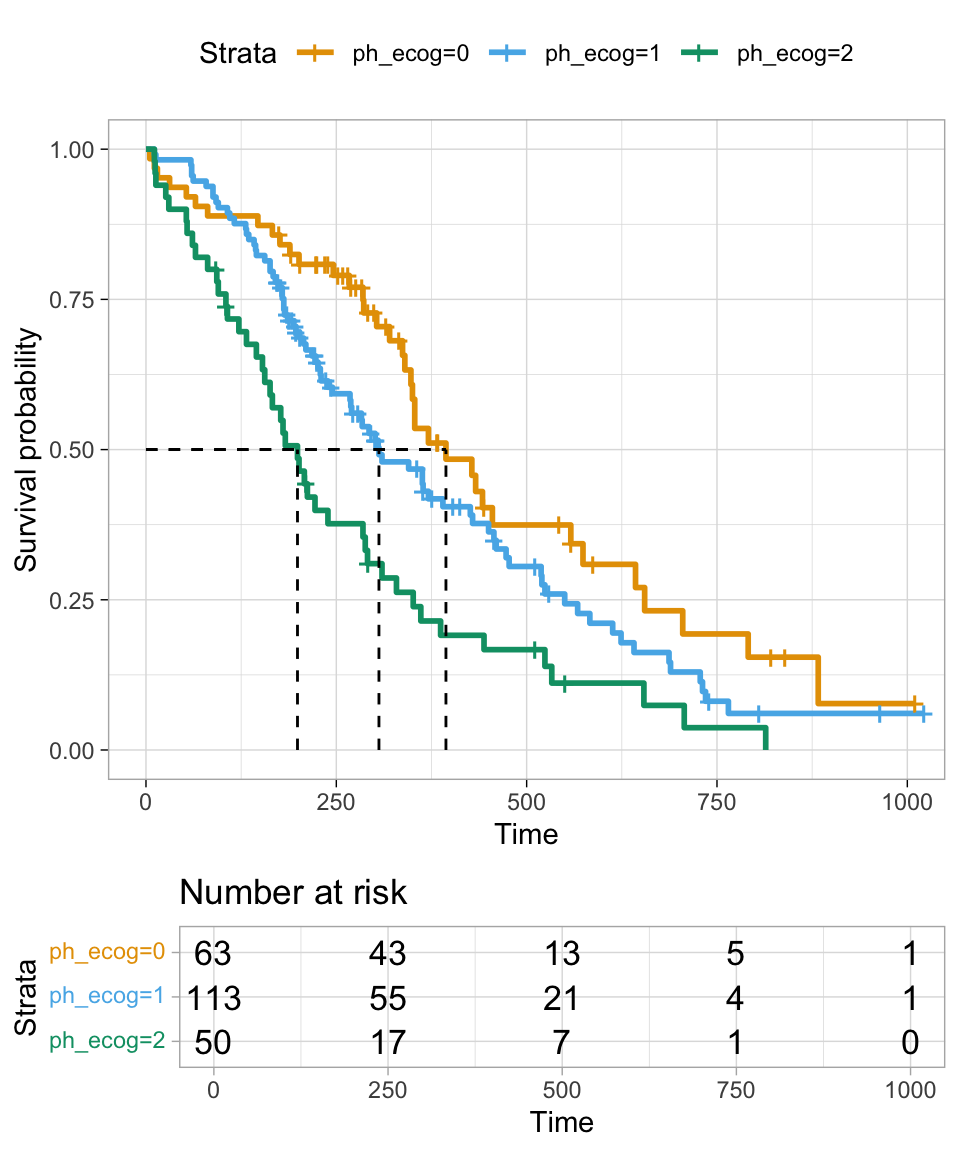 Strata ph_ecog=0 ph_ecog=1 ph_ecog=2
1.00
0.75
0.50
0.25
0.00
Survival probability
0 250 500 750 1000
Time
Number at risk
Strata
ph_ecog=0 63 43 13 5 1
ph_ecog=1 113 55 21 4 1
ph_ecog=2 50 17 7 1 0
0 250 500 750 1000
Time